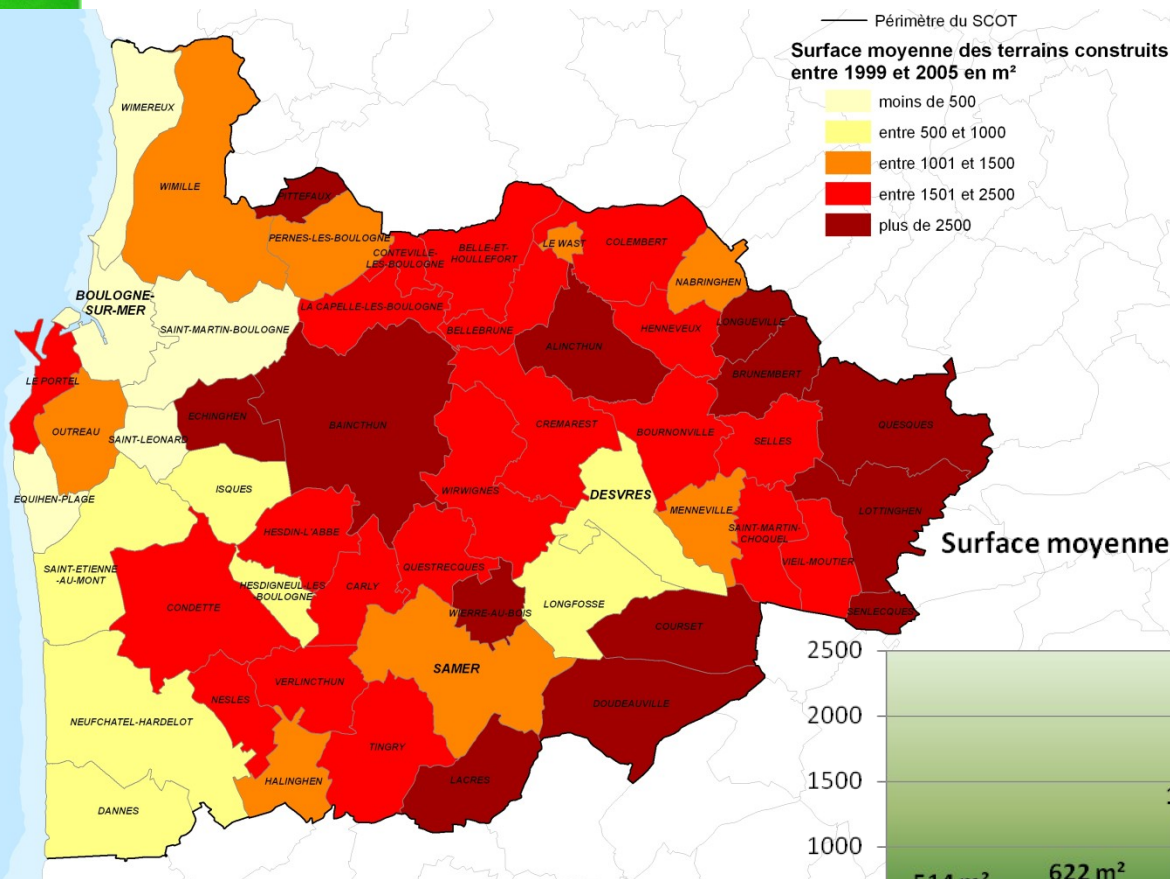 Périmètre du SCOT
Surface moyenne des terrains construits
entre 1999 et 2005 en m²
moins de 500
entre 500 et 1000
entre 1001 et 1500
entre 1501 et 2500
plus de 2500
WIMEREUX
WIMILLE
PITTEFAUX
PERNES-LES-BOULOGNE
CONTEVILLE-
LES-BOULOGNE
BELLE-ET-
HOULLEFORT
LE WAST
COLEMBERT
NABRINGHEN
BOULOGNE-
SUR-MER
SAINT-MARTIN-BOULOGNE
LA CAPELLE-LES-BOULOGNE
BELLEBRUNE
ALINCTHUN
HENNEVEUX
LONGUEVILLE
BRUNEMBERT
LE PORTEL
OUTREAU
SAINT-LEONARD
ECHINGHEN
BAINCTHUN
CREMAREST
BOURNONVILLE
SELLES
QUESQUES
EQUIHEN-PLAGE
ISQUES
WIRWIGNES
DESVRES
MENNEVILLE
SAINT-MARTIN-
CHOQUEL
LOTTINGHEN
VIEIL-MOUTIER
SENLECQUES
HESDIN-L'ABBE
SAINT-ETIENNE
-AU-MONT
HESDIGNEUL-LES
BOULOGNE
CARLY
QUESTRECQUES
CONDETTE
WIERRE-AU-BOIS
LONGFOSSE
COURSET
SAMER
NESLES
VERLINCTHUN
DOUDEAUVILLE
NEUFCHATEL-HARDELOT
TINGRY
HALINGHEN
LACRES
DANNES
Surface moyenne
2500
2000
1500
1000
1
514 m²
622 m²